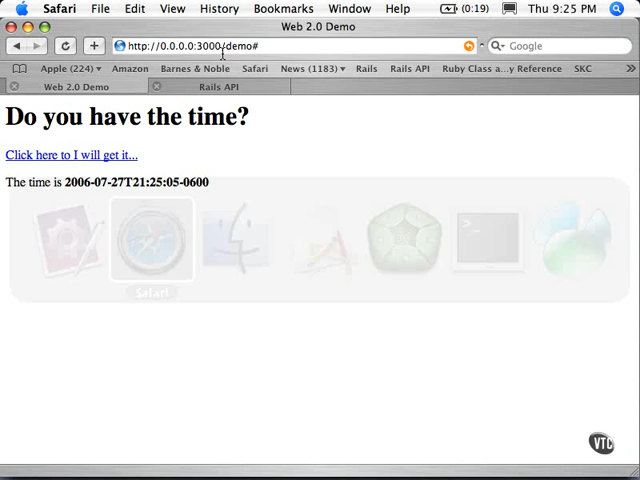 Safari File Edit View History Bookmarks Window Help (0:19) Thu 9:25 PM
Web 2.0 Demo
http://0.0.0.0:3000/demo# Google
Apple (224) Amazon Barnes & Noble Safari News (1183) Rails Rails API Ruby Class a...y Reference SKC
Web 2.0 Demo Rails API
Do you have the time?
Click here to I will get it...
The time is 2006-07-27T21:25:05-0600
Safari
VTC